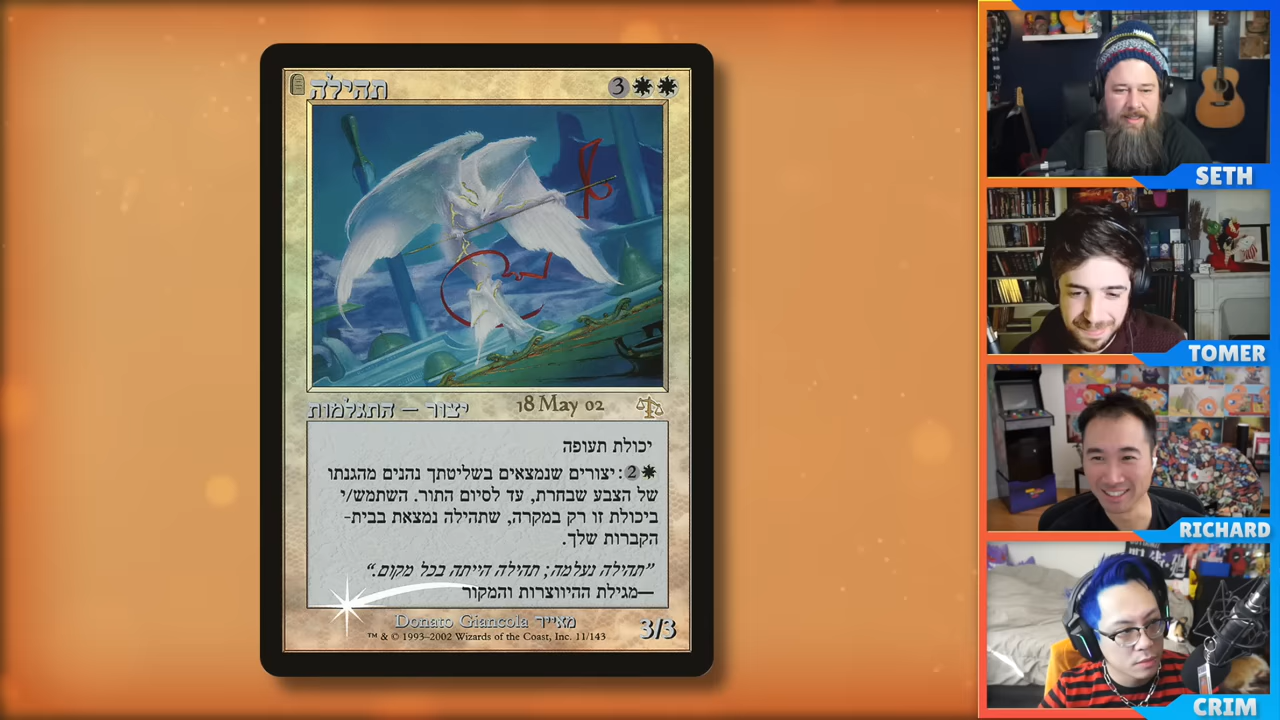 תהילה
3
יצור – התגלמות
18 May 02
יכולת תעופה
2 : יצורים שנמצאים בשליטתך נהנים מהגנתו
של הצבע שבחרת, עד לסיום התור. השתמש/י
ביכולת זו רק במקרה, שתהילה נמצאת בבית-
הקברות שלך.
"תהילה נעלמה; תהילה הייתה בכל מקום."
—מגילת ההיווצרות והמקור
מאייר Donato Giancola
™ & © 1993–2002 Wizards of the Coast, Inc. 11/143
3/3
SETH
TOMER
RICHARD
CRIM